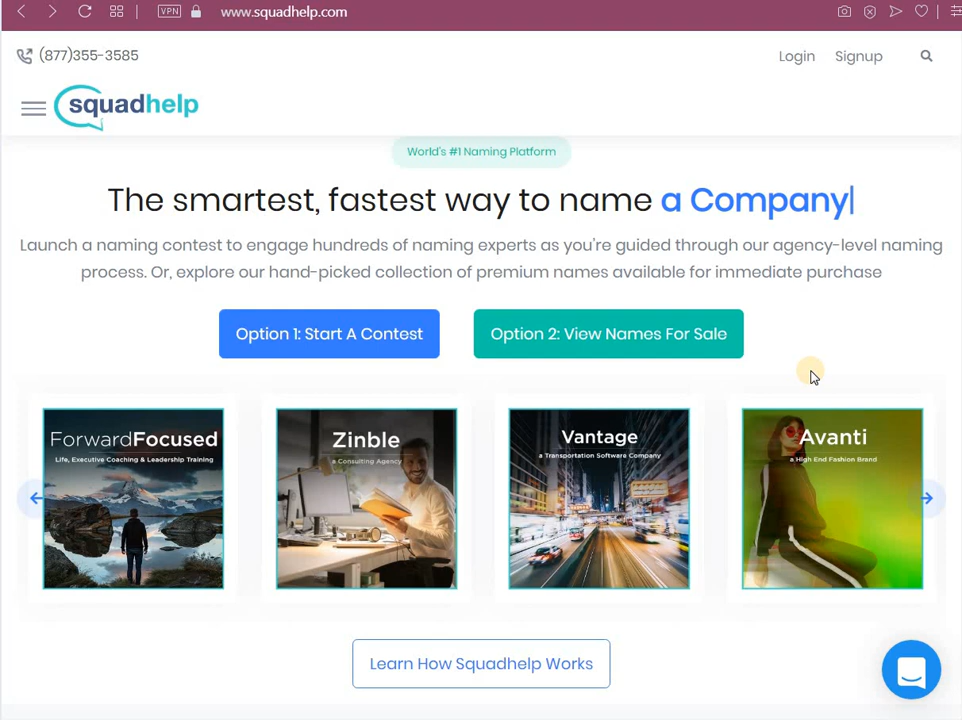 VPN
www.squadhelp.com
(877)355-3585
Login
Signup
squadhelp
World's #1 Naming Platform
The smartest, fastest way to name a Company
Launch a naming contest to engage hundreds of naming experts as you're guided through our agency-level naming
process. Or, explore our hand-picked collection of premium names available for immediate purchase
Option 1: Start A Contest
Option 2: View Names For Sale
ForwardFocused
Life, Executive Coaching & Leadership Training
Zinble
a Consulting Agency
Vantage
a Transportation Software Company
Avanti
a High End Fashion Brand
Learn How Squadhelp Works